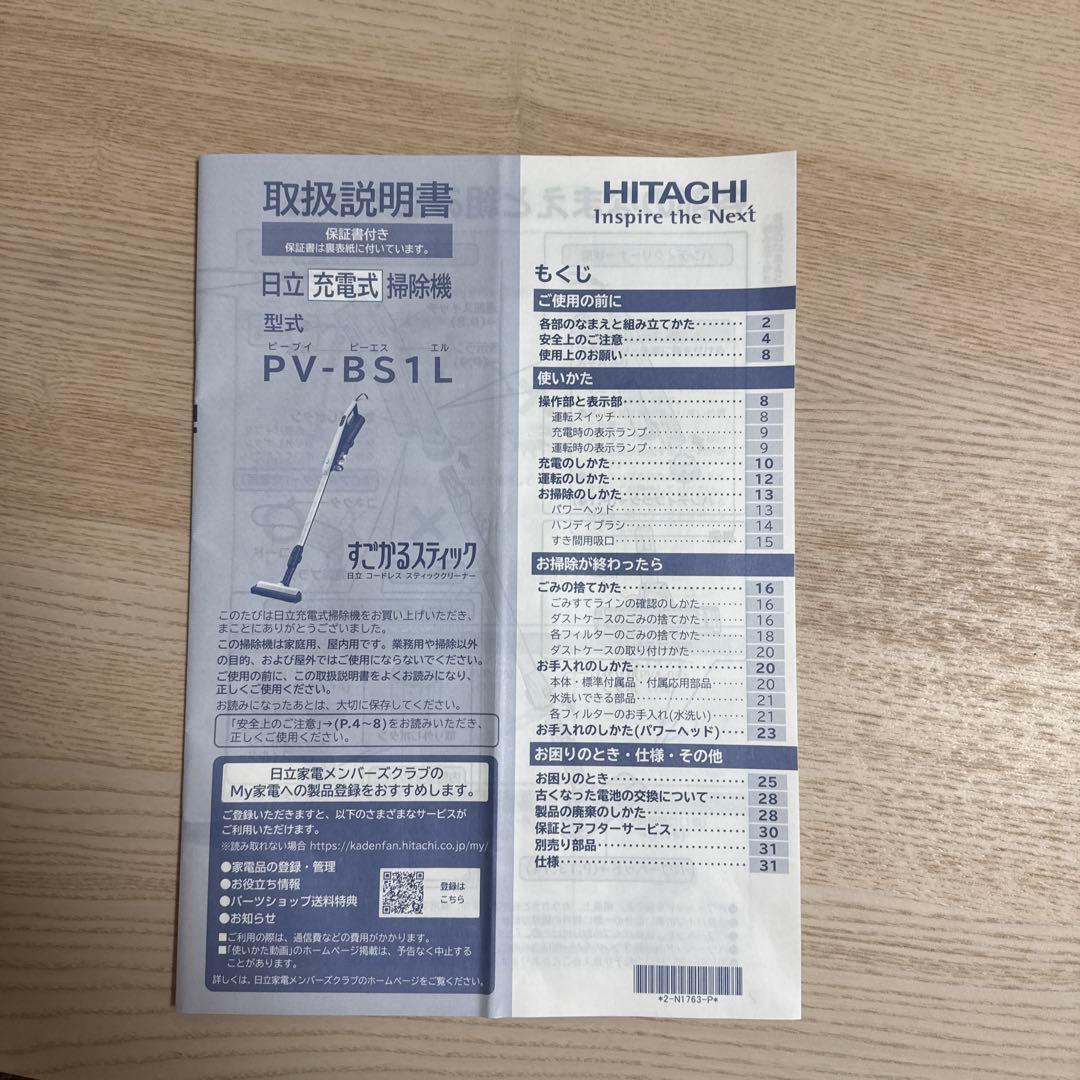 取扱説明書
保証書付き
保証書は裏表紙に付いています。
日立 充電式 掃除機
型式
ピーブイ ビーエス エル
PV-BS1L
すごかるスティック
日立 コードレス スティッククリーナー
このたびは日立充電式掃除機をお買い上げいただき、
まことにありがとうございました。
この掃除機は家庭用、屋内用です。業務用や掃除以外
の目的、および屋外ではご使用にならないでください。
ご使用の前に、この取扱説明書をよくお読みになり、
正しくご使用ください。
お読みになったあとは、大切に保存してください。
「安全上のご注意」→(P.4〜8)をお読みいただき、
正しくご使用ください。
日立家電メンバーズクラブの
My家電への製品登録をおすすめします。
ご登録いただきますと、以下のさまざまなサービスが
ご利用いただけます。
※読み取れない場合 https://kadenfan.hitachi.co.jp/my/
●家電品の登録・管理
●お役立ち情報
●パーツショップ送料特典
●お知らせ
登録は
こちら
■ご利用の際は、通信費などの費用がかかります。
■「使いかた動画」のホームページ掲載は、予告なく中止する
ことがあります。
詳しくは、日立家電メンバーズクラブのホームページをご覧ください。
HITACHI
Inspire the Next
もくじ
ご使用の前に
各部のなまえと組み立てかた‥‥‥‥ 2
安全上のご注意‥‥‥‥‥‥‥‥ 4
使用上のお願い‥‥‥‥‥‥‥‥ 8
使いかた
操作部と表示部‥‥‥‥‥‥‥‥ 8
運転スイッチ‥‥‥‥‥‥‥‥ 8
充電時の表示ランプ‥‥‥‥‥‥ 9
運転時の表示ランプ‥‥‥‥‥‥ 9
充電のしかた‥‥‥‥‥‥‥‥ 10
運転のしかた‥‥‥‥‥‥‥‥ 12
お掃除のしかた‥‥‥‥‥‥‥‥ 13
パワーヘッド‥‥‥‥‥‥‥‥ 13
ハンディブラシ‥‥‥‥‥‥‥‥ 14
すき間用吸口‥‥‥‥‥‥‥‥ 15
お掃除が終わったら
ごみの捨てかた‥‥‥‥‥‥‥‥ 16
ごみすてラインの確認のしかた‥‥‥‥ 16
ダストケースのごみの捨てかた‥‥‥‥ 16
各フィルターのごみの捨てかた‥‥‥‥ 18
ダストケースの取り付けかた‥‥‥‥ 20
お手入れのしかた‥‥‥‥‥‥‥‥ 20
本体・標準付属品・付属応用部品‥‥‥ 20
水洗いできる部品‥‥‥‥‥‥‥‥ 21
各フィルターのお手入れ(水洗い)‥‥‥ 21
お手入れのしかた(パワーヘッド)‥‥ 23
お困りのとき・仕様・その他
お困りのとき‥‥‥‥‥‥‥‥ 25
古くなった電池の交換について‥‥‥ 28
製品の廃棄のしかた‥‥‥‥‥‥ 28
保証とアフターサービス‥‥‥‥‥ 30
別売り部品‥‥‥‥‥‥‥‥ 31
仕様‥‥‥‥‥‥‥‥‥‥ 31
*2-N1763-P*